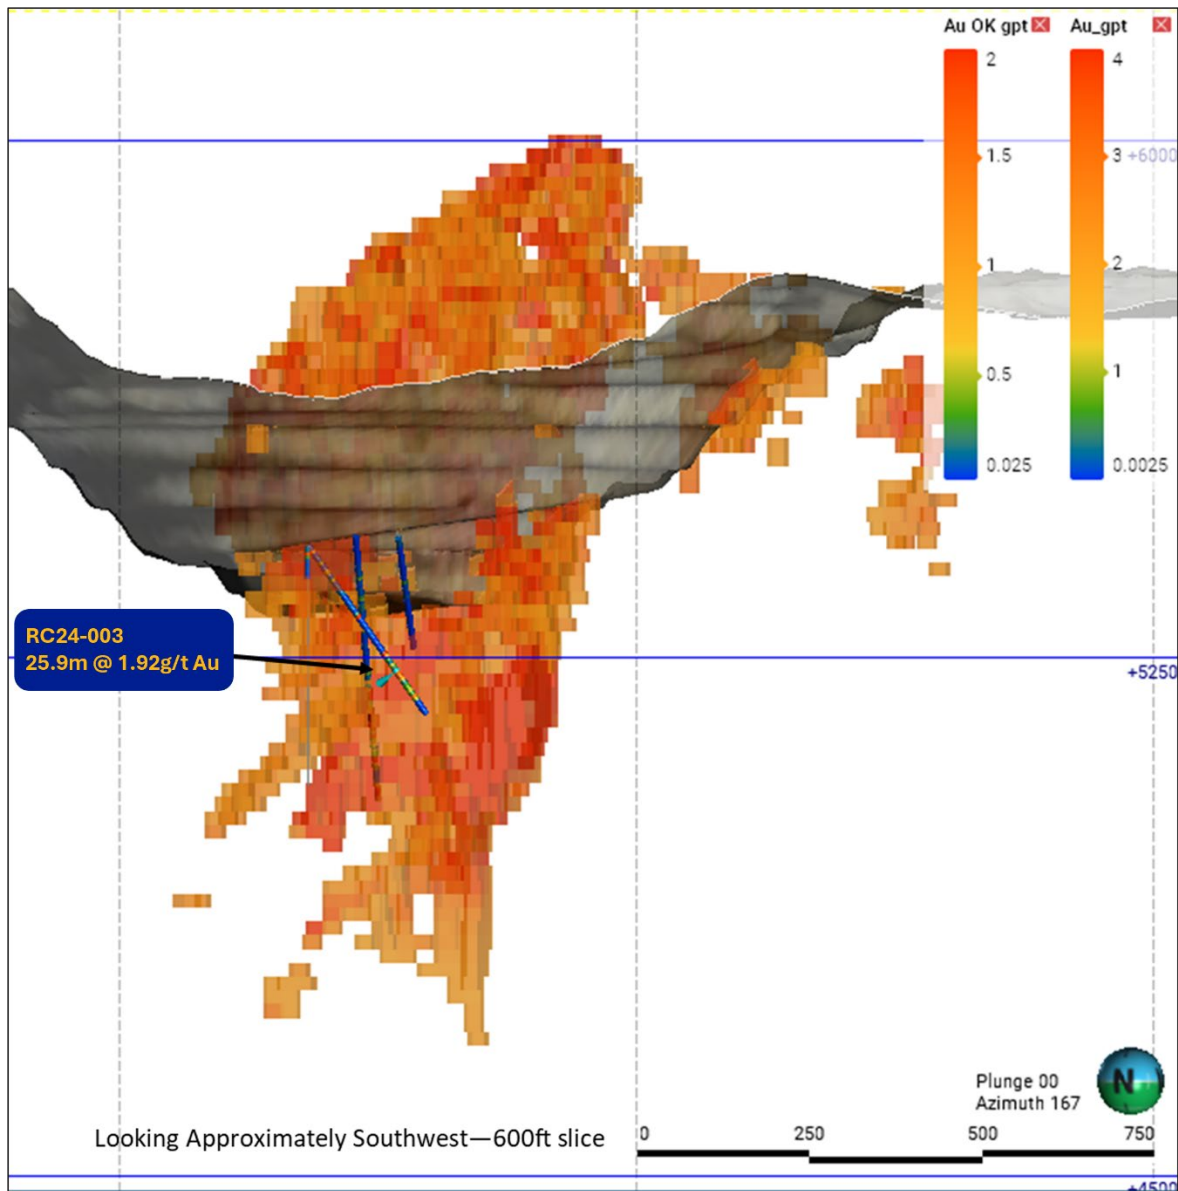 Au OK gpt
Au_gpt
2
4
1.5
3
+6000
1
2
0.5
1
0.025
0.0025
RC24-003
25.9m @ 1.92g/t Au
+5250
Plunge 00
Azimuth 167
N
Looking Approximately Southwest—600ft slice
0
250
500
750
+4500